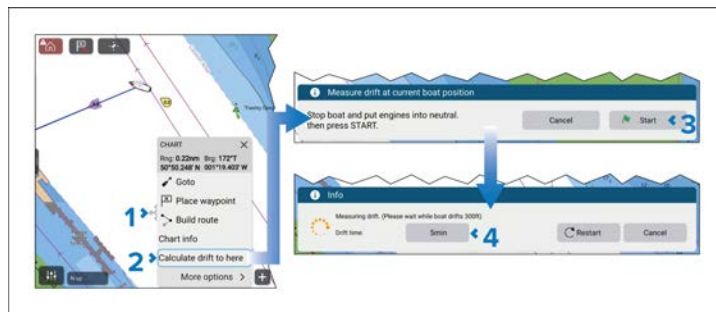 CHART
Rng: 0.22nm Brg: 172°T
50°50.248' N 001°19.403' W
Goto
Place waypoint
1
Build route
Chart info
2
Calculate drift to here
More options
Measure drift at current boat position
Stop boat and put engines into neutral.
then press START.
Cancel
Start
3
Info
Measuring drift. (Please wait while boat drifts 300ft)
Drift time:
5min
4
Restart
Cancel